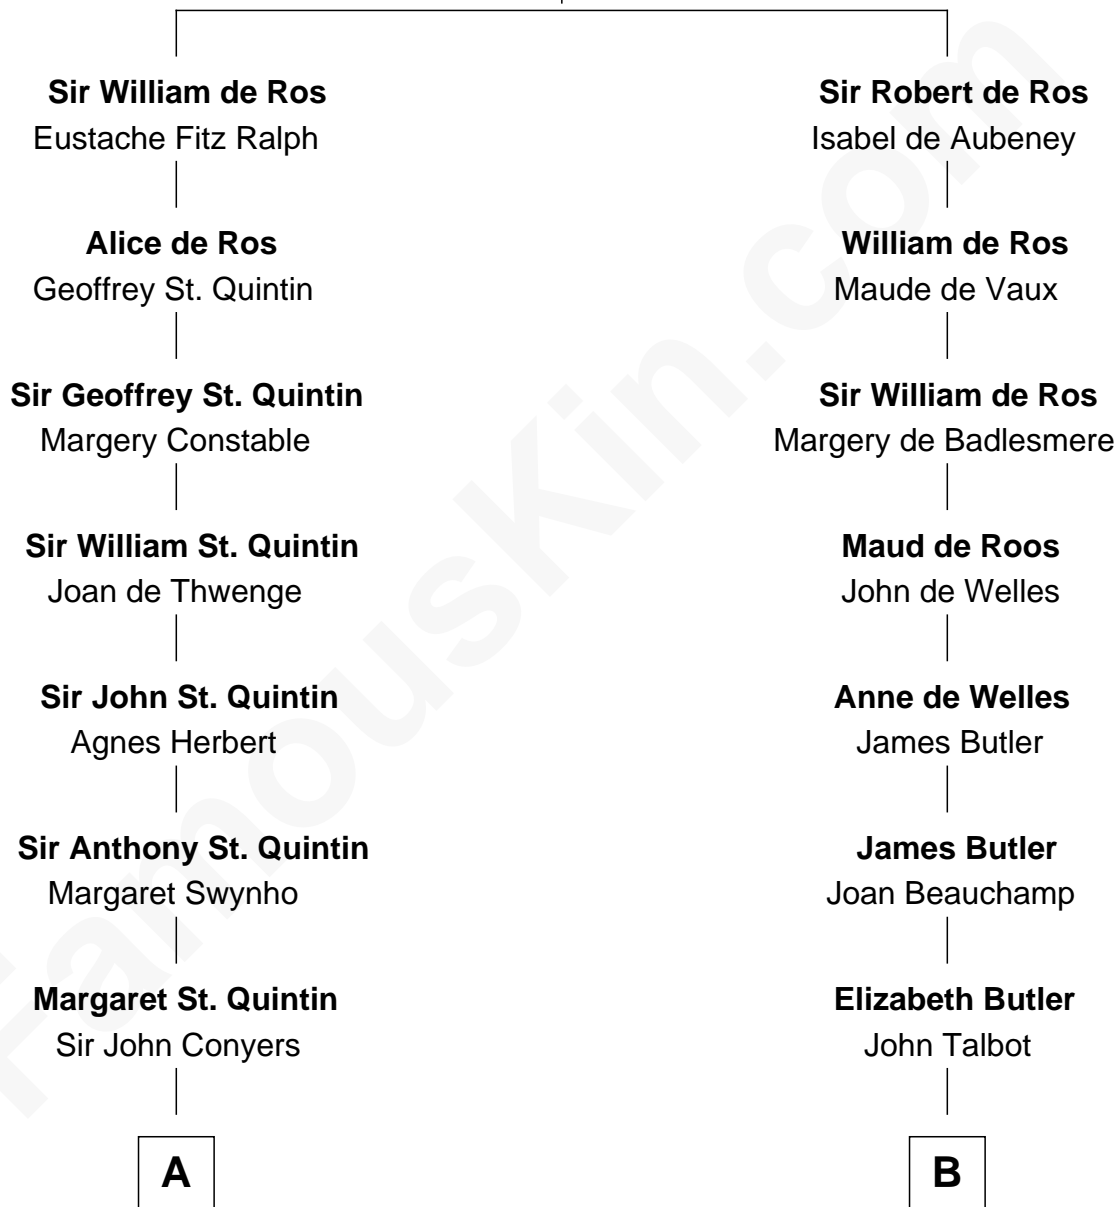 Sir William de Ros
Eustache Fitz Ralph
Alice de Ros
Geoffrey St. Quintin
Sir Geoffrey St. Quintin
Margery Constable
Sir William St. Quintin
Joan de Thwenge
Sir John St. Quintin
Agnes Herbert
Sir Anthony St. Quintin
Margaret Swynho
Margaret St. Quintin
Sir John Conyers
A
Sir Robert de Ros
Isabel de Aubeney
William de Ros
Maude de Vaux
Sir William de Ros
Margery de Badlesmere
Maud de Roos
John de Welles
Anne de Welles
James Butler
James Butler
Joan Beauchamp
Elizabeth Butler
John Talbot
B
FamousKin.com